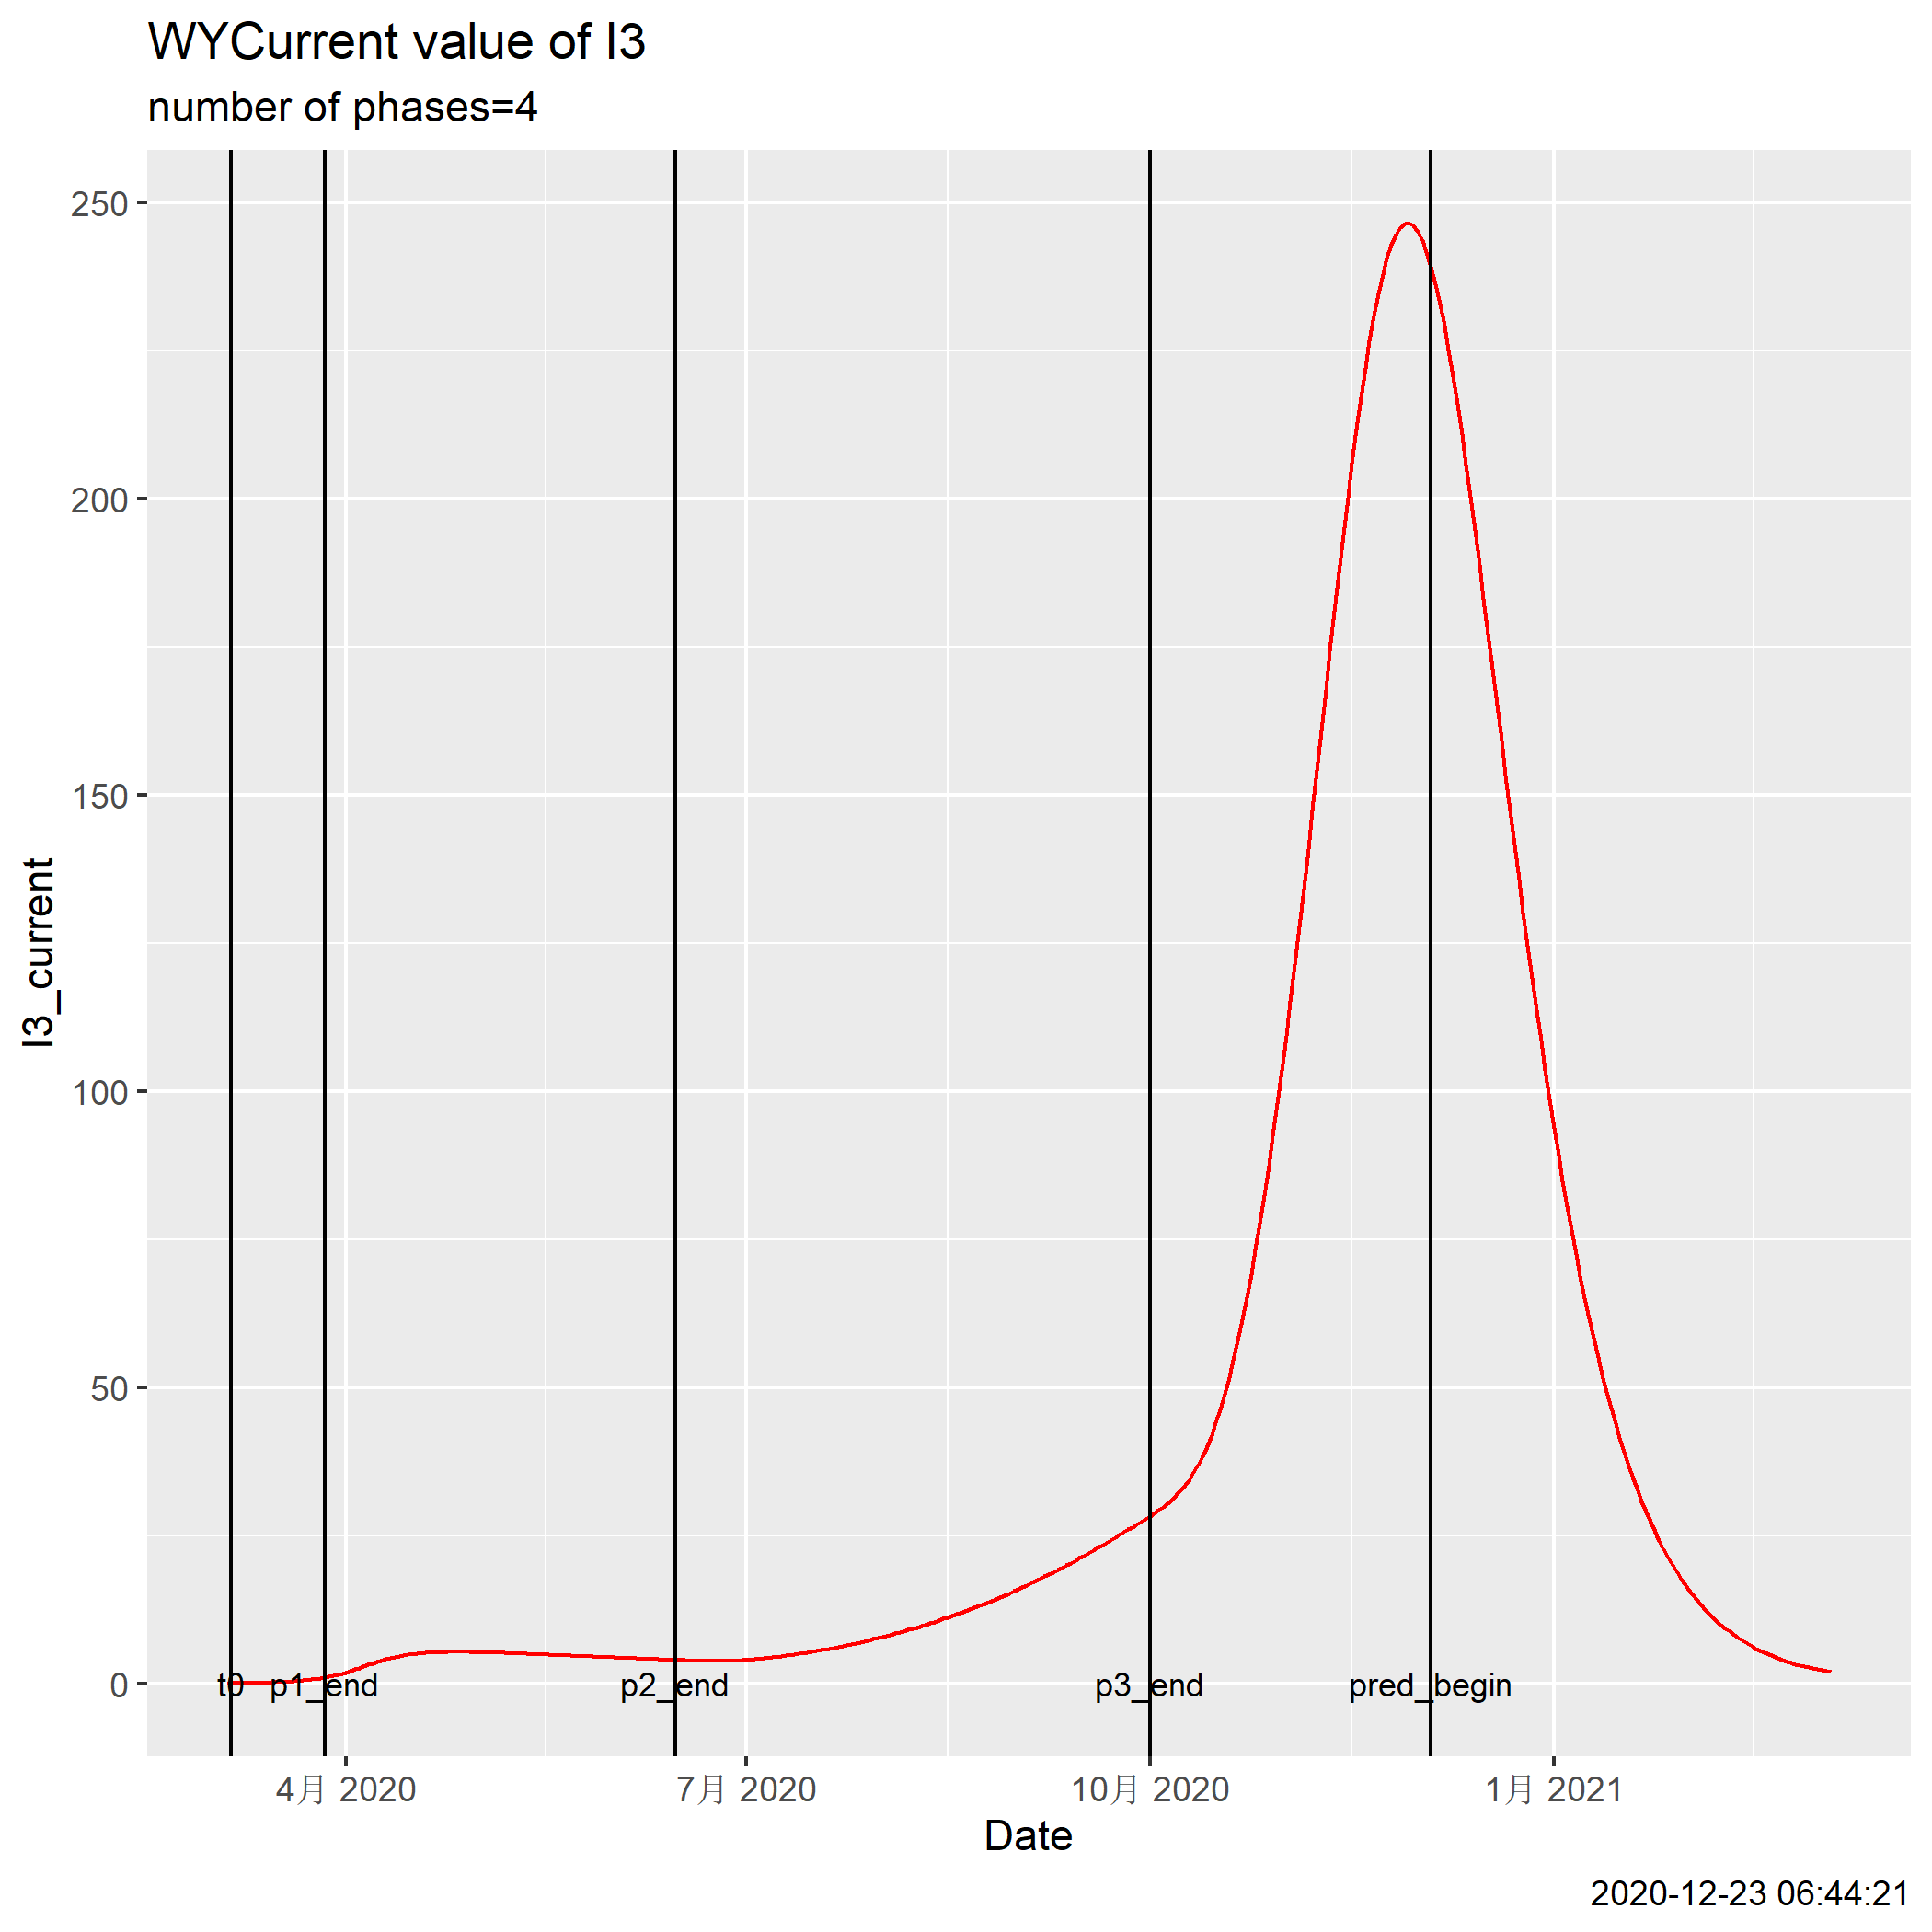 WYCurrent value of I3
number of phases=4
250
200
150
100
50
0
I3_current
t0 p1_end p2_end p3_end pred_begin
4月 2020 7月 2020 10月 2020 1月 2021
Date
2020-12-23 06:44:21